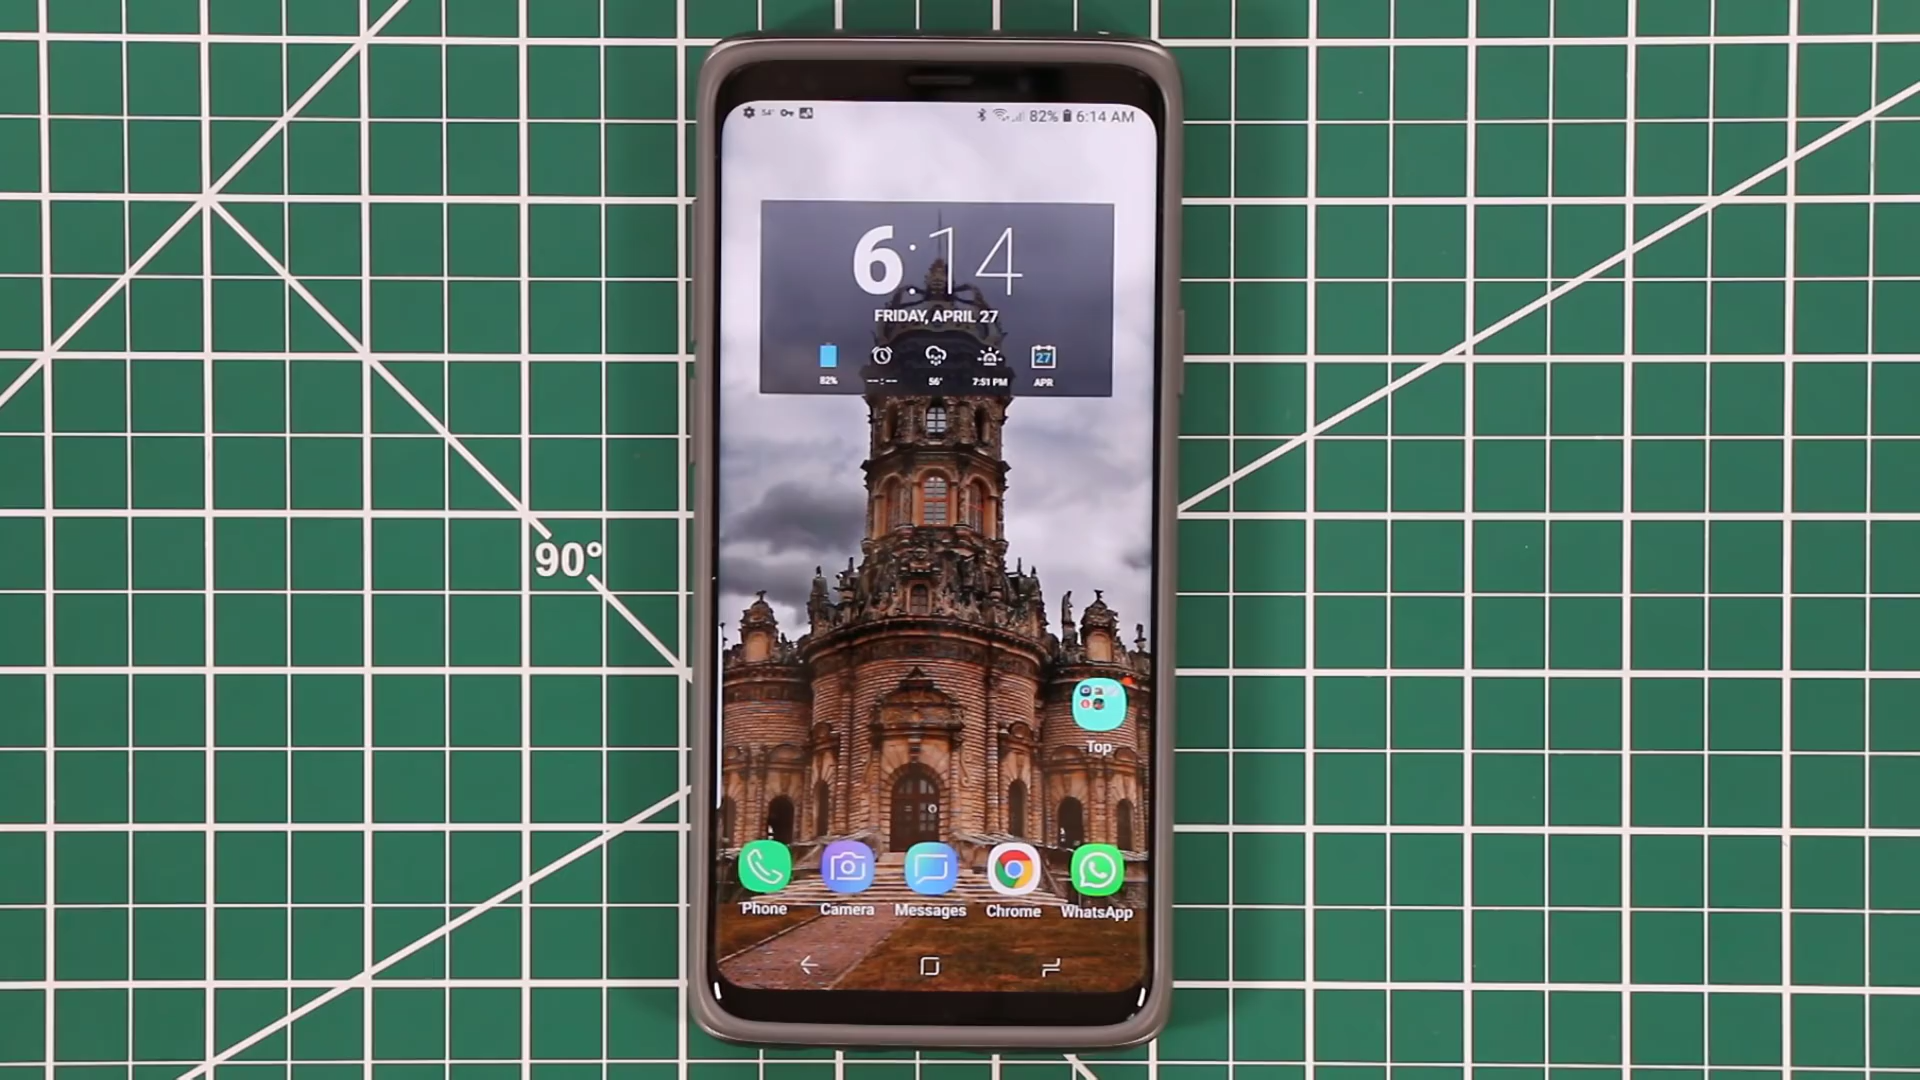 54°
82% 6:14 AM
6:14
FRIDAY, APRIL 27
27
82% --:-- 56° 7:51 PM APR
90°
Top
Phone Camera Messages Chrome WhatsApp